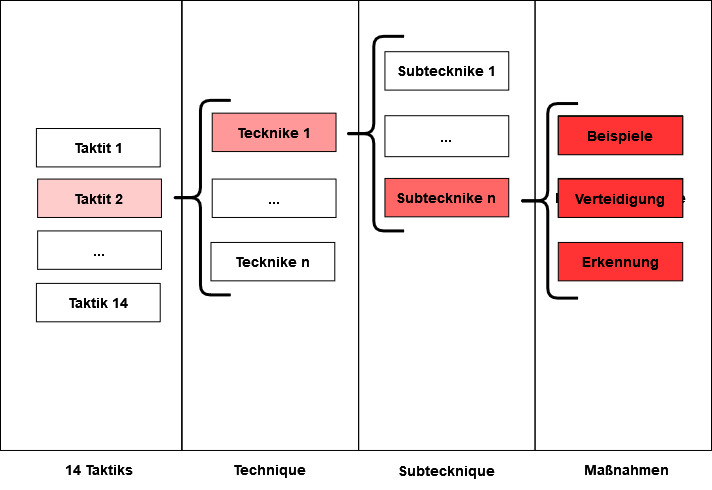 Taktit 1
Taktit 2
...
Taktik 14
Tecknike 1
...
Tecknike n
Subtecknike 1
...
Subtecknike n
Beispiele
Verteidigung
Erkennung
14 Taktiks
Technique
Subtecknique
Maßnahmen